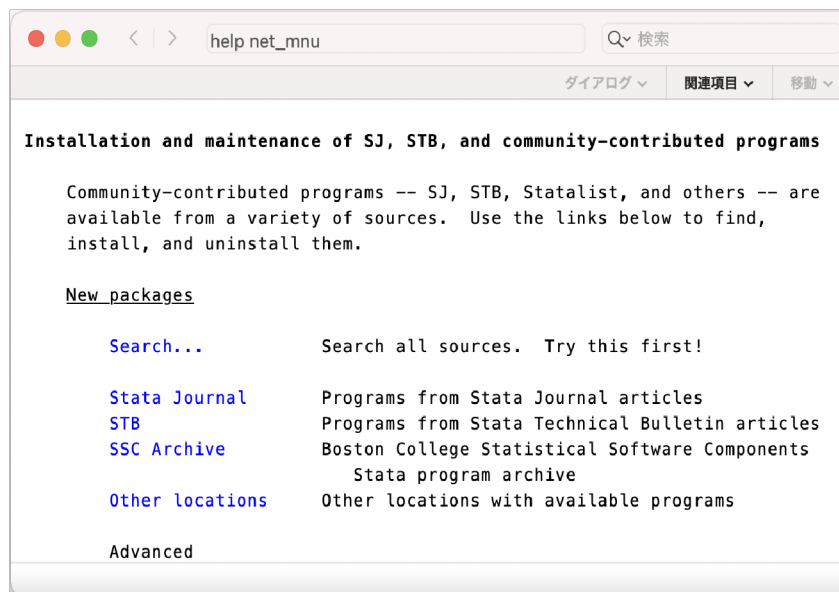 help net_mnu
検索
ダイアログ
関連項目
移動
Installation and maintenance of SJ, STB, and community-contributed programs
Community-contributed programs -- SJ, STB, Statalist, and others -- are
available from a variety of sources.  Use the links below to find,
install, and uninstall them.
New packages
Search...    Search all sources.  Try this first!
Stata Journal    Programs from Stata Journal articles
STB    Programs from Stata Technical Bulletin articles
SSC Archive    Boston College Statistical Software Components
Stata program archive
Other locations    Other locations with available programs
Advanced